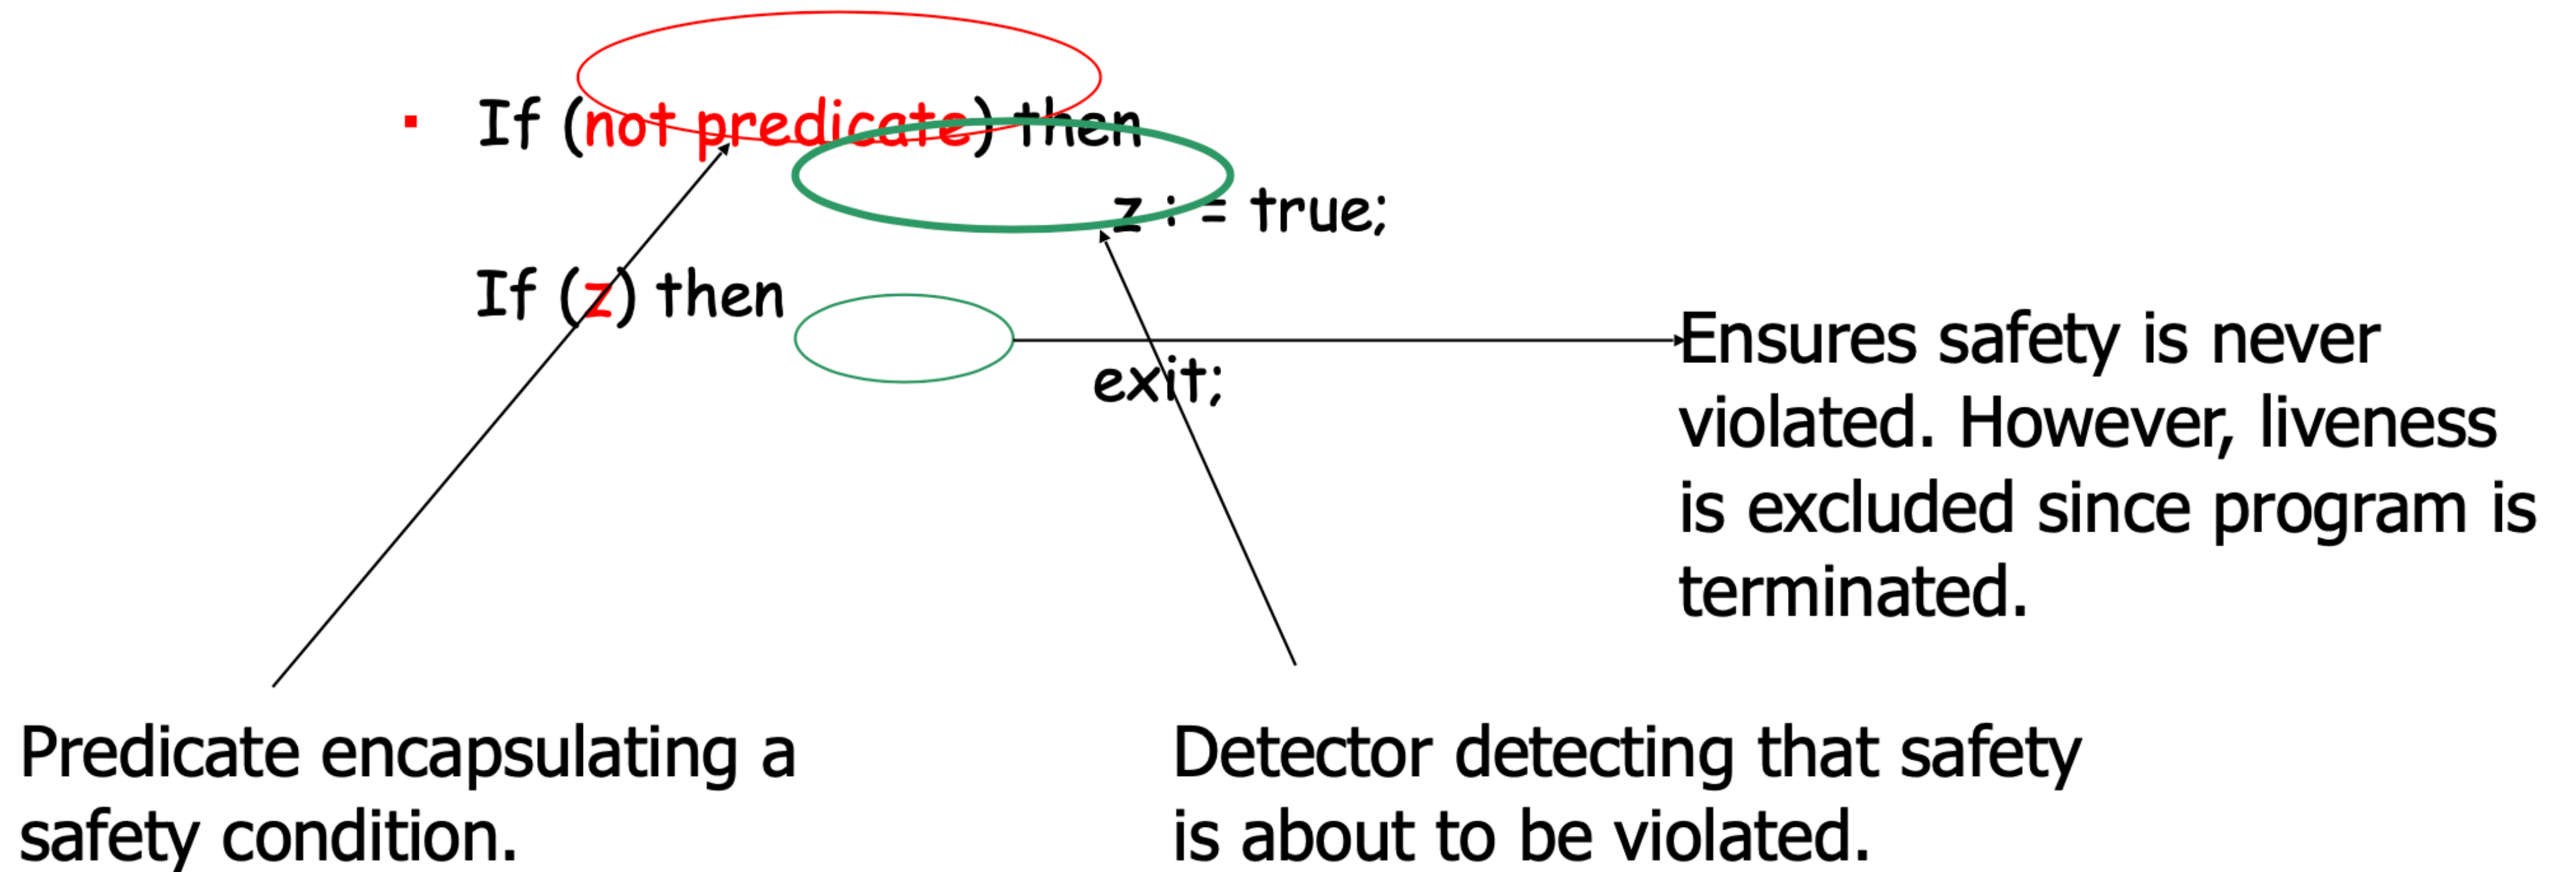 ▪ If (not predicate) then
z : = true;
If (z) then
exit;
Ensures safety is never
violated. However, liveness
is excluded since program is
terminated.
Predicate encapsulating a
safety condition.
Detector detecting that safety
is about to be violated.